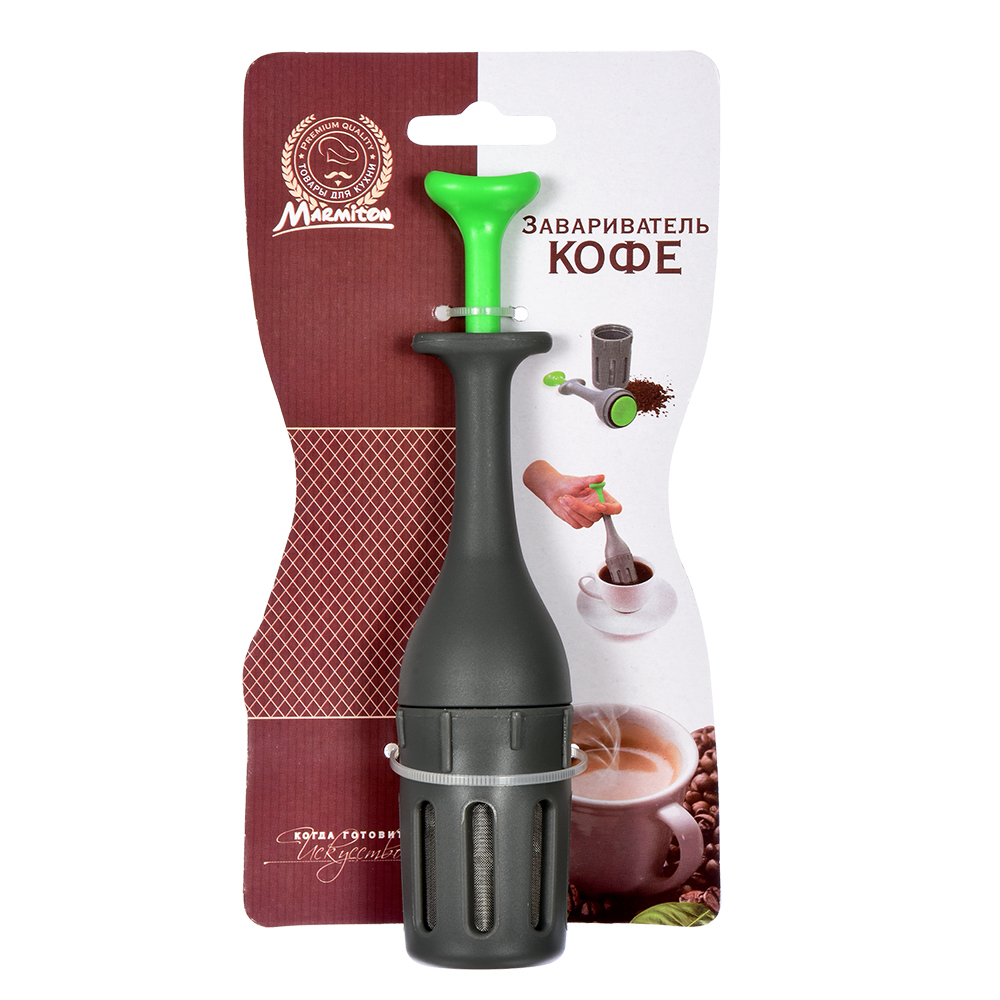 PREMIUM QUALITY
ТОВАРЫ ДЛЯ КУХНИ
MARMITON
ЗАВАРИВАТЕЛЬ
КОФЕ
КОГДА ГОТОВИТ
Искусство